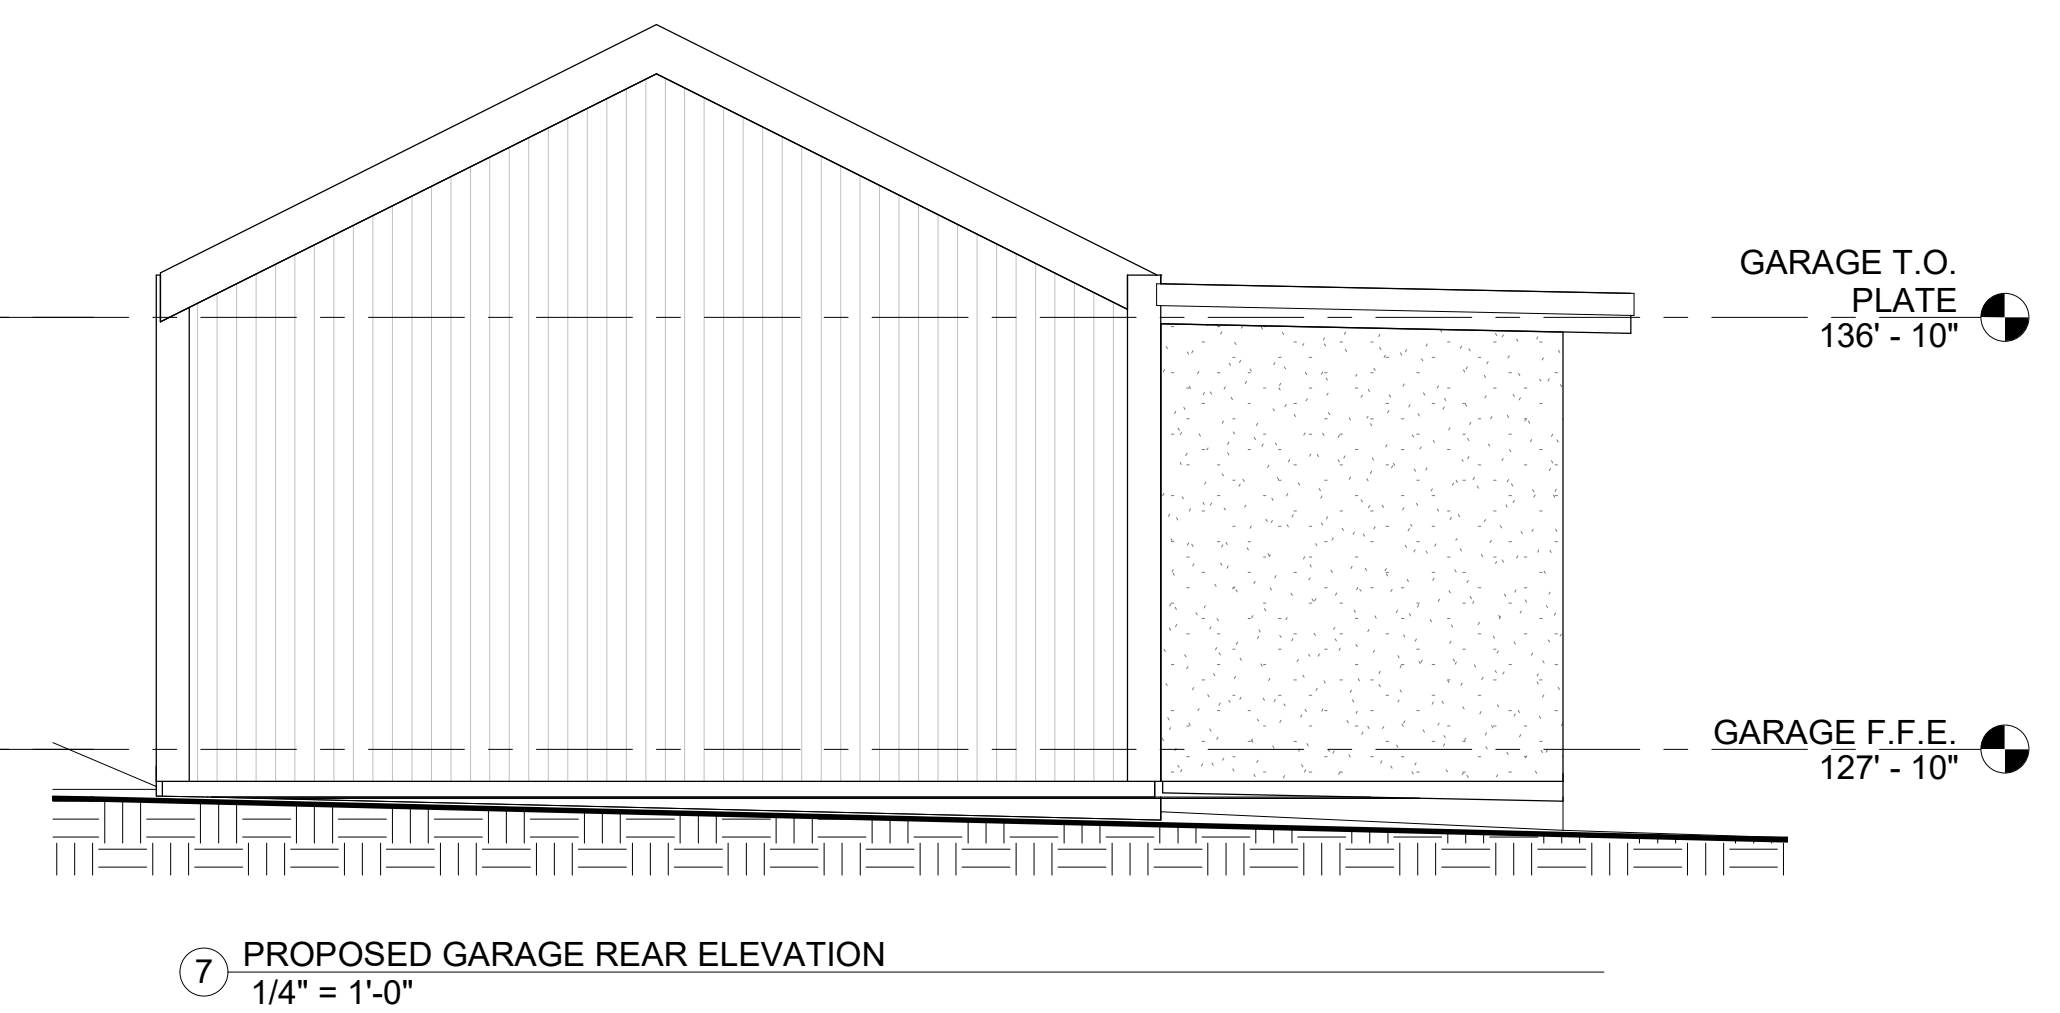 GARAGE T.O.
PLATE
136' - 10"
GARAGE F.F.E.
127' - 10"
7
PROPOSED GARAGE REAR ELEVATION
1/4" = 1'-0"